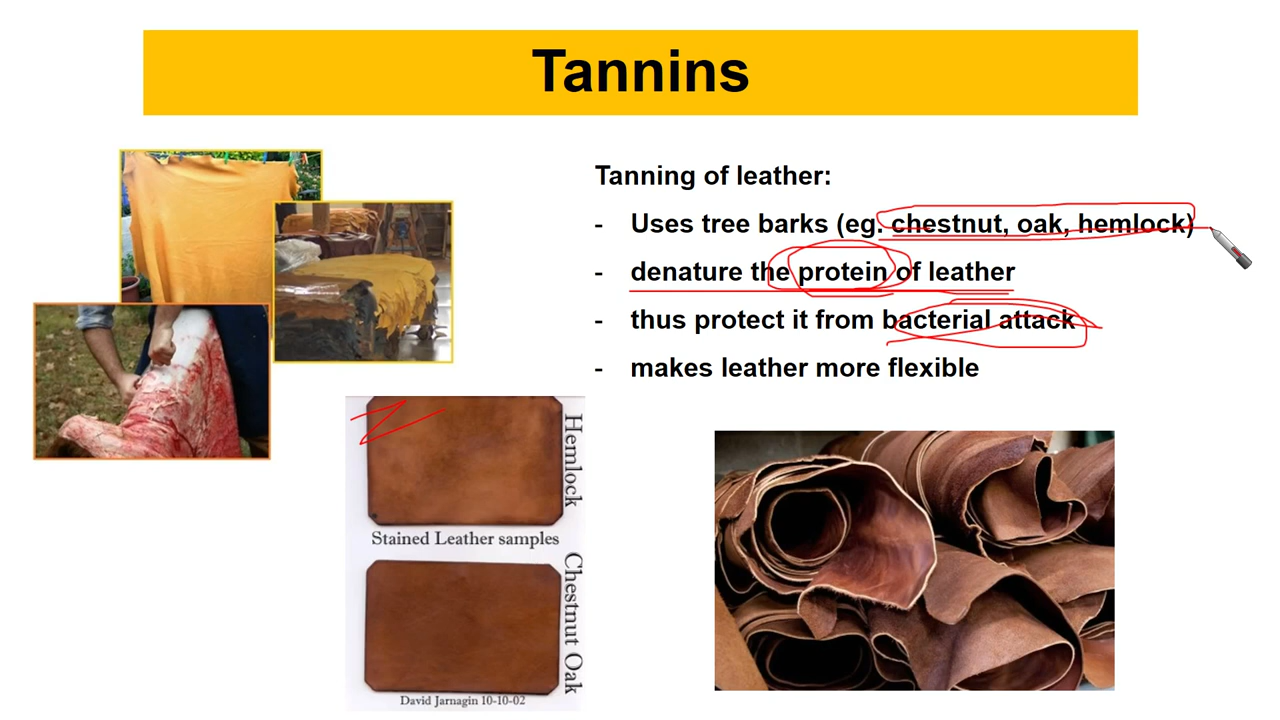 Tannins
Tanning of leather:
- Uses tree barks (eg. chestnut, oak, hemlock)
- denature the protein of leather
- thus protect it from bacterial attack
- makes leather more flexible
Hemlock
Stained Leather samples
Chestnut Oak
David Jarnagin 10-10-02